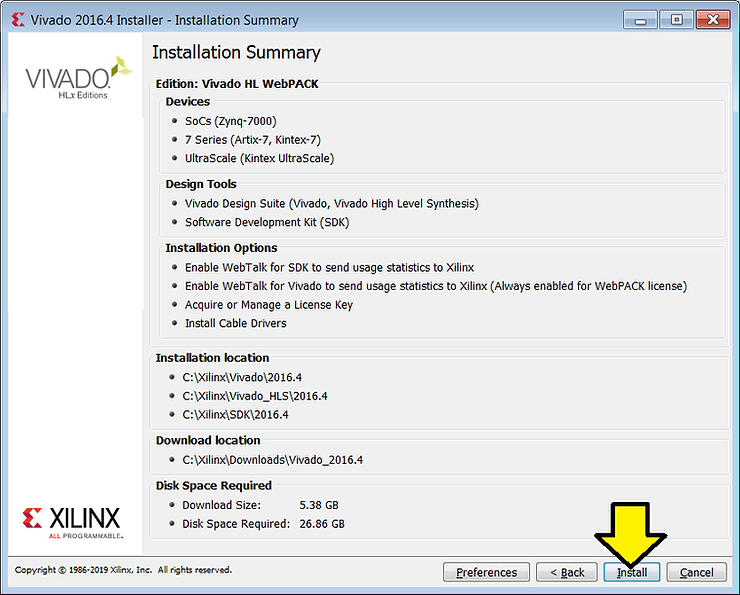 Vivado 2016.4 Installer - Installation Summary
VIVADO.
HLx Editions
Installation Summary
Edition: Vivado HL WebPACK
Devices
SoCs (Zynq-7000)
7 Series (Artix-7, Kintex-7)
UltraScale (Kintex UltraScale)
Design Tools
Vivado Design Suite (Vivado, Vivado High Level Synthesis)
Software Development Kit (SDK)
Installation Options
Enable WebTalk for SDK to send usage statistics to Xilinx
Enable WebTalk for Vivado to send usage statistics to Xilinx (Always enabled for WebPACK license)
Acquire or Manage a License Key
Install Cable Drivers
Installation location
C:\Xilinx\Vivado\2016.4
C:\Xilinx\Vivado_HLS\2016.4
C:\Xilinx\SDK\2016.4
Download location
C:\Xilinx\Downloads\Vivado_2016.4
Disk Space Required
Download Size: 5.38 GB
Disk Space Required: 26.86 GB
XILINX
ALL PROGRAMMABLE.
Copyright © 1986-2019 Xilinx, Inc. All rights reserved.
Preferences < Back Install Cancel